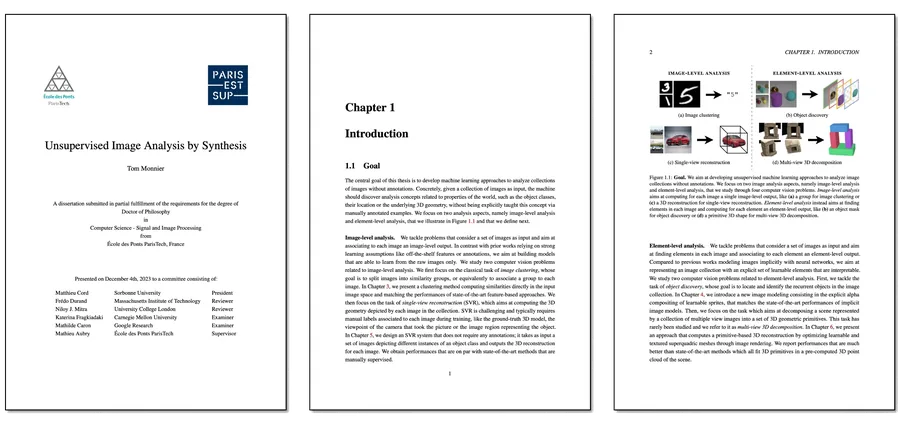 École des Ponts
ParisTech
PARIS
EST
SUP
Unsupervised Image Analysis by Synthesis
Tom Monnier
A dissertation submitted in partial fulfillment of the requirements for the degree of
Doctor of Philosophy
in
Computer Science - Signal and Image Processing
from
École des Ponts ParisTech, France
Presented on December 4th, 2023 to a committee consisting of:
Matthieu Cord Sorbonne University President
Frédo Durand Massachusetts Institute of Technology Reviewer
Niloy J. Mitra University College London Reviewer
Katerina Fragkiadaki Carnegie Mellon University Examiner
Mathilde Caron Google Research Examiner
Mathieu Aubry École des Ponts ParisTech Supervisor
Chapter 1
Introduction
1.1 Goal
The central goal of this thesis is to develop machine learning approaches to analyze collections
of images without annotations. Concretely, given a collection of images as input, the machine
should discover analysis concepts related to properties of the world, such as the object classes,
their location or the underlying 3D geometry, without being explicitly taught this concept via
manually annotated examples. We focus on two analysis aspects, namely image-level analysis
and element-level analysis, that we illustrate in Figure 1.1 and that we define next.
Image-level analysis. We tackle problems that consider a set of images as input and aim at
associating to each image an image-level output. In contrast with prior works relying on strong
learning assumptions like off-the-shelf features or annotations, we aim at building models
that are able to learn from the raw images only. We study two computer vision problems
related to image-level analysis. We first focus on the classical task of image clustering, whose
goal is to split images into similarity groups, or equivalently to associate a group to each
image. In Chapter 3, we present a clustering method computing similarities directly in the input
image space and matching the performances of state-of-the-art feature-based approaches. We
then focus on the task of single-view reconstruction (SVR), which aims at computing the 3D
geometry depicted by each image in the collection. SVR is challenging and typically requires
manual labels associated to each image during training, like the ground-truth 3D model, the
viewpoint of the camera that took the picture or the image region representing the object.
In Chapter 5, we design an SVR system that does not require any annotations; it takes as input a
set of images depicting different instances of an object class and outputs the 3D reconstruction
for each image. We obtain performances that are on par with state-of-the-art methods that are
manually supervised.
1
2 CHAPTER 1. INTRODUCTION
IMAGE-LEVEL ANALYSIS ELEMENT-LEVEL ANALYSIS
"5"
(a) Image clustering (b) Object discovery
(c) Single-view reconstruction (d) Multi-view 3D decomposition
Figure 1.1: Goal. We aim at developing unsupervised machine learning approaches to analyze image
collections without annotations. We focus on two image analysis aspects, namely image-level analysis
and element-level analysis, that we study through four computer vision problems. Image-level analysis
aims at computing for each image a single image-level input, like (a) a group for image clustering or
(c) a 3D reconstruction for single-view reconstruction. Element-level analysis instead aims at finding
elements in each image and computing for each element an element-level output, like (b) an object mask
for object discovery or (d) a primitive 3D shape for multi-view 3D decomposition.
Element-level analysis. We tackle problems that consider a set of images as input and aim
at finding elements in each image and associating to each element an element-level output.
Compared to previous works modeling images implicitly with neural networks, we aim at
representing an image collection with an explicit set of learnable elements that are interpretable.
We study two computer vision problems related to element-level analysis. First, we tackle the
task of object discovery, whose goal is to locate and identify the recurrent objects in the image
collection. In Chapter 4, we introduce a new image modeling consisting in the explicit alpha
compositing of learnable sprites, that matches the state-of-the-art performances of implicit
image models. Then, we focus on the task which aims at decomposing a scene represented
by a collection of multiple view images into a set of 3D geometric primitives. This task has
rarely been studied and we refer to it as multi-view 3D decomposition. In Chapter 6, we present
an approach that computes a primitive-based 3D reconstruction by optimizing learnable and
textured superquadric meshes through image rendering. We report performances that are much
better than state-of-the-art methods which all fit 3D primitives in a pre-computed 3D point
cloud of the scene.